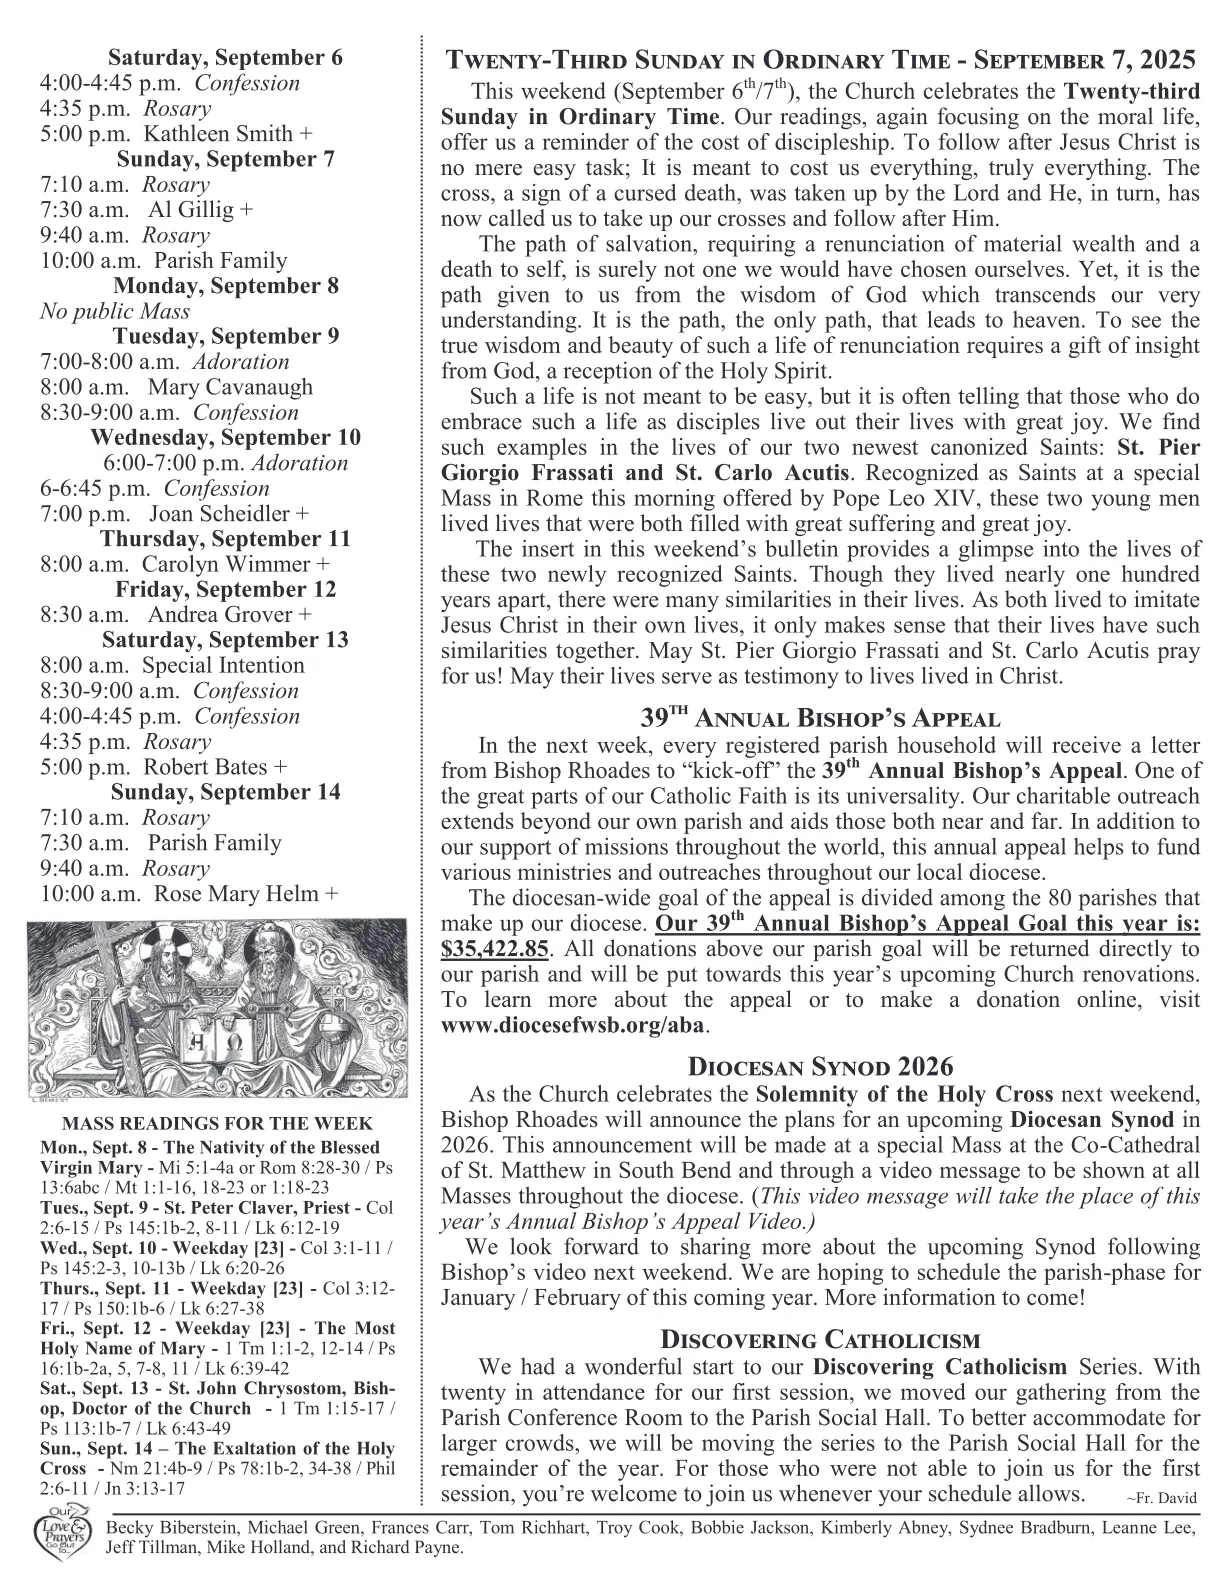 Saturday, September 6
4:00-4:45 p.m. Confession
4:35 p.m. Rosary
5:00 p.m. Kathleen Smith +
Sunday, September 7
7:10 a.m. Rosary
7:30 a.m. Al Gillig +
9:40 a.m. Rosary
10:00 a.m. Parish Family
Monday, September 8
No public Mass
Tuesday, September 9
7:00-8:00 a.m. Adoration
8:00 a.m. Mary Cavanaugh
8:30-9:00 a.m. Confession
Wednesday, September 10
6:00-7:00 p.m. Adoration
6-6:45 p.m. Confession
7:00 p.m. Joan Scheidler +
Thursday, September 11
8:00 a.m. Carolyn Wimmer +
Friday, September 12
8:30 a.m. Andrea Grover +
Saturday, September 13
8:00 a.m. Special Intention
8:30-9:00 a.m. Confession
4:00-4:45 p.m. Confession
4:35 p.m. Rosary
5:00 p.m. Robert Bates +
Sunday, September 14
7:10 a.m. Rosary
7:30 a.m. Parish Family
9:40 a.m. Rosary
10:00 a.m. Rose Mary Helm +
Α Ω
MASS READINGS FOR THE WEEK
Mon., Sept. 8 - The Nativity of the Blessed
Virgin Mary - Mi 5:1-4a or Rom 8:28-30 / Ps
13:6abc / Mt 1:1-16, 18-23 or 1:18-23
Tues., Sept. 9 - St. Peter Claver, Priest - Col
2:6-15 / Ps 145:1b-2, 8-11 / Lk 6:12-19
Wed., Sept. 10 - Weekday [23] - Col 3:1-11 /
Ps 145:2-3, 10-13b / Lk 6:20-26
Thurs., Sept. 11 - Weekday [23] - Col 3:12-
17 / Ps 150:1b-6 / Lk 6:27-38
Fri., Sept. 12 - Weekday [23] - The Most
Holy Name of Mary - 1 Tm 1:1-2, 12-14 / Ps
16:1b-2a, 5, 7-8, 11 / Lk 6:39-42
Sat., Sept. 13 - St. John Chrysostom, Bish-
op, Doctor of the Church - 1 Tm 1:15-17 /
Ps 113:1b-7 / Lk 6:43-49
Sun., Sept. 14 – The Exaltation of the Holy
Cross - Nm 21:4b-9 / Ps 78:1b-2, 34-38 / Phil
2:6-11 / Jn 3:13-17
TWENTY-THIRD SUNDAY IN ORDINARY TIME - SEPTEMBER 7, 2025
This weekend (September 6th/7th), the Church celebrates the Twenty-third
Sunday in Ordinary Time. Our readings, again focusing on the moral life,
offer us a reminder of the cost of discipleship. To follow after Jesus Christ is
no mere easy task; It is meant to cost us everything, truly everything. The
cross, a sign of a cursed death, was taken up by the Lord and He, in turn, has
now called us to take up our crosses and follow after Him.
The path of salvation, requiring a renunciation of material wealth and a
death to self, is surely not one we would have chosen ourselves. Yet, it is the
path given to us from the wisdom of God which transcends our very
understanding. It is the path, the only path, that leads to heaven. To see the
true wisdom and beauty of such a life of renunciation requires a gift of insight
from God, a reception of the Holy Spirit.
Such a life is not meant to be easy, but it is often telling that those who do
embrace such a life as disciples live out their lives with great joy. We find
such examples in the lives of our two newest canonized Saints: St. Pier
Giorgio Frassati and St. Carlo Acutis. Recognized as Saints at a special
Mass in Rome this morning offered by Pope Leo XIV, these two young men
lived lives that were both filled with great suffering and great joy.
The insert in this weekend’s bulletin provides a glimpse into the lives of
these two newly recognized Saints. Though they lived nearly one hundred
years apart, there were many similarities in their lives. As both lived to imitate
Jesus Christ in their own lives, it only makes sense that their lives have such
similarities together. May St. Pier Giorgio Frassati and St. Carlo Acutis pray
for us! May their lives serve as testimony to lives lived in Christ.
39TH ANNUAL BISHOP’S APPEAL
In the next week, every registered parish household will receive a letter
from Bishop Rhoades to “kick-off” the 39th Annual Bishop’s Appeal. One of
the great parts of our Catholic Faith is its universality. Our charitable outreach
extends beyond our own parish and aids those both near and far. In addition to
our support of missions throughout the world, this annual appeal helps to fund
various ministries and outreaches throughout our local diocese.
The diocesan-wide goal of the appeal is divided among the 80 parishes that
make up our diocese. Our 39th Annual Bishop’s Appeal Goal this year is:
$35,422.85. All donations above our parish goal will be returned directly to
our parish and will be put towards this year’s upcoming Church renovations.
To learn more about the appeal or to make a donation online, visit
www.diocesefwsb.org/aba.
DIOCESAN SYNOD 2026
As the Church celebrates the Solemnity of the Holy Cross next weekend,
Bishop Rhoades will announce the plans for an upcoming Diocesan Synod in
2026. This announcement will be made at a special Mass at the Co-Cathedral
of St. Matthew in South Bend and through a video message to be shown at all
Masses throughout the diocese. (This video message will take the place of this
year’s Annual Bishop’s Appeal Video.)
We look forward to sharing more about the upcoming Synod following
Bishop’s video next weekend. We are hoping to schedule the parish-phase for
January / February of this coming year. More information to come!
DISCOVERING CATHOLICISM
We had a wonderful start to our Discovering Catholicism Series. With
twenty in attendance for our first session, we moved our gathering from the
Parish Conference Room to the Parish Social Hall. To better accommodate for
larger crowds, we will be moving the series to the Parish Social Hall for the
remainder of the year. For those who were not able to join us for the first
session, you’re welcome to join us whenever your schedule allows. ~Fr. David
Our
Love &
Prayers
Go Out
To...
Becky Biberstein, Michael Green, Frances Carr, Tom Richhart, Troy Cook, Bobbie Jackson, Kimberly Abney, Sydnee Bradburn, Leanne Lee,
Jeff Tillman, Mike Holland, and Richard Payne.